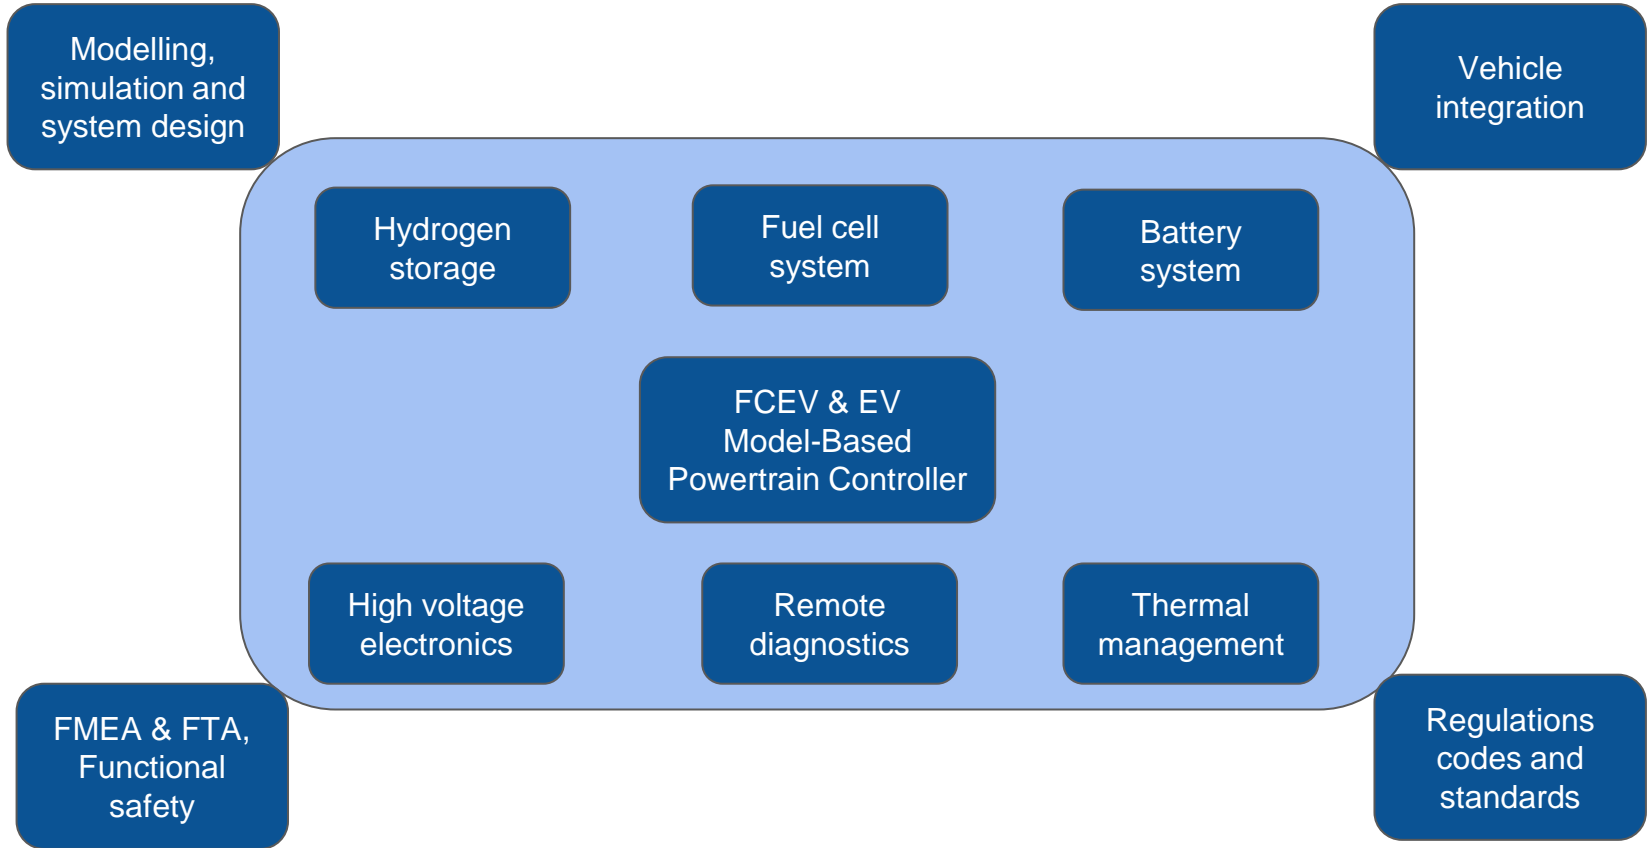 Modelling,
simulation and
system design
Vehicle
integration
Hydrogen
storage
Fuel cell
system
Battery
system
FCEV & EV
Model-Based
Powertrain Controller
High voltage
electronics
Remote
diagnostics
Thermal
management
FMEA & FTA,
Functional
safety
Regulations
codes and
standards